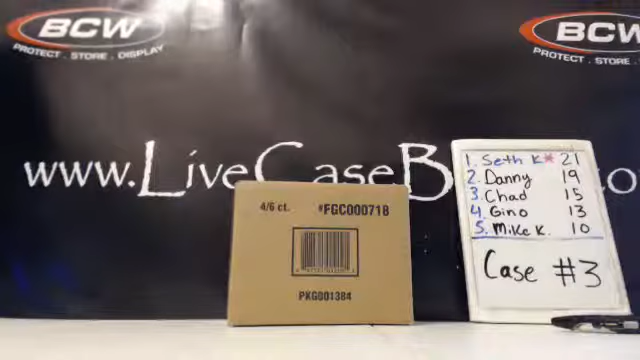 BCW
PROTECT . STORE . DISPLAY
BCW
PROTECT . STORE .
www.LiveCaseB
4/6 ct. #FGC000718
PKG001384
1. Seth K* 21
2. Danny 19
3. Chad 15
4. Gino 13
5. Mike K. 10
Case #3